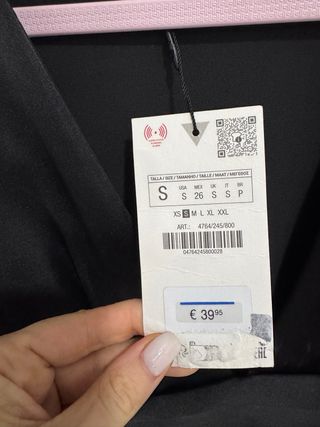 TALLA / SIZE / TAMANHO / TAILLE / MAAT / ΜΕΓΕΘΟΣ
S
USA MEX UK IT BR
S 26 S S P
XS S M L XL XXL
ART.: 4764/245/800
04764245800028
€ 39,95